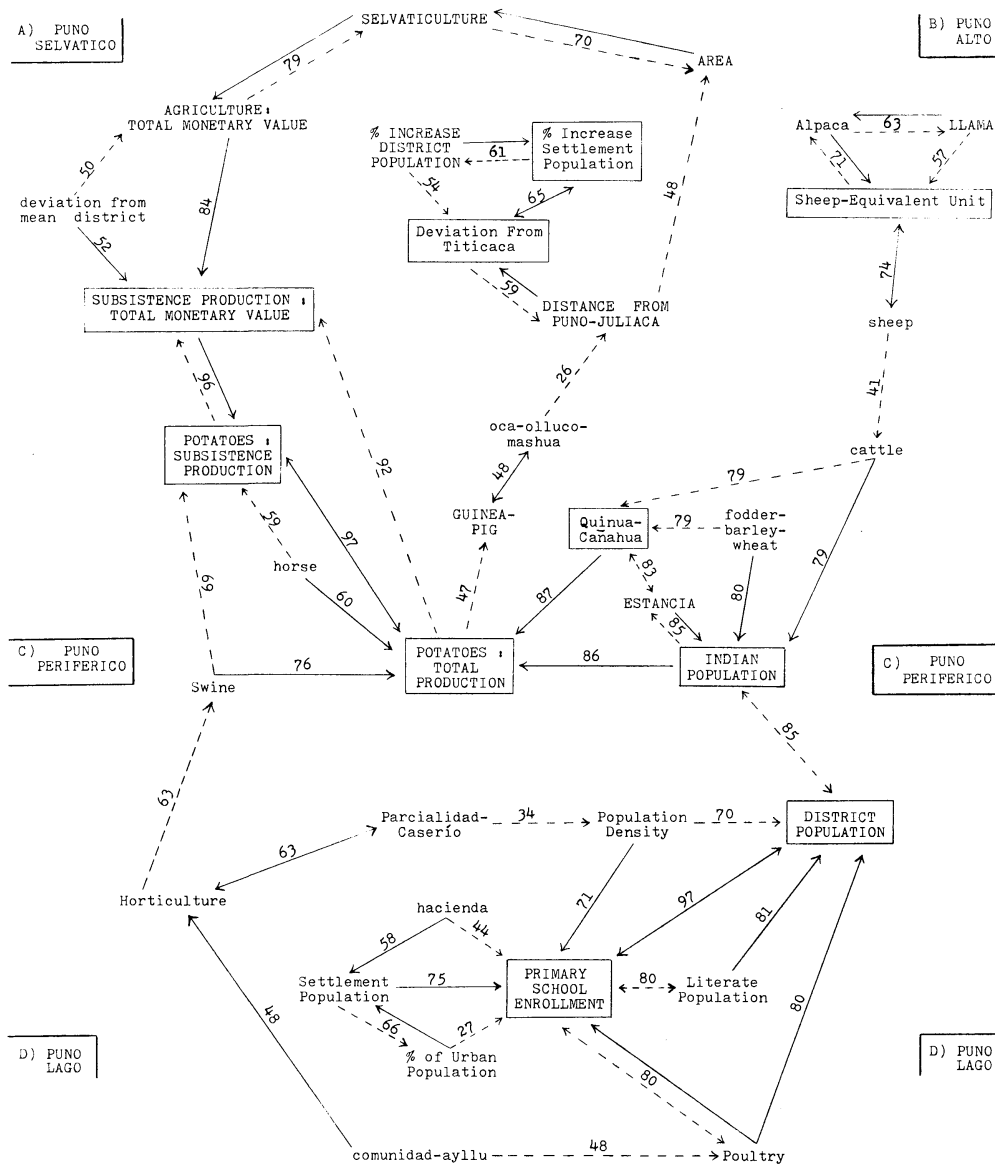 A) PUNO
SELVATICO
SELVATICULTURE
B) PUNO
ALTO
70
79
AREA
AGRICULTURE:
TOTAL MONETARY VALUE
% INCREASE
DISTRICT
POPULATION
61
% Increase
Settlement
Population
Alpaca
63
LLAMA
71
57
50
54
65
48
deviation from
mean district
84
Sheep-Equivalent Unit
52
Deviation From
Titicaca
59
74
SUBSISTENCE PRODUCTION :
TOTAL MONETARY VALUE
DISTANCE FROM
PUNO-JULIACA
sheep
96
26
41
oca-olluco-
mashua
POTATOES :
SUBSISTENCE
PRODUCTION
92
48
cattle
79
59
97
GUINEA-
PIG
Quinua-
Cañahua
79
fodder-
barley-
wheat
79
69
horse
60
47
87
83
80
ESTANCIA
85
C) PUNO
PERIFERICO
Swine
76
POTATOES :
TOTAL
PRODUCTION
86
INDIAN
POPULATION
C) PUNO
PERIFERICO
85
63
Parcialidad-
Caserío
34
Population
Density
70
DISTRICT
POPULATION
63
Horticulture
71
97
81
hacienda
58
44
Settlement
Population
75
PRIMARY
SCHOOL
ENROLLMENT
80
Literate
Population
80
48
66
27
% of Urban
Population
D) PUNO
LAGO
80
D) PUNO
LAGO
comunidad-ayllu
48
Poultry